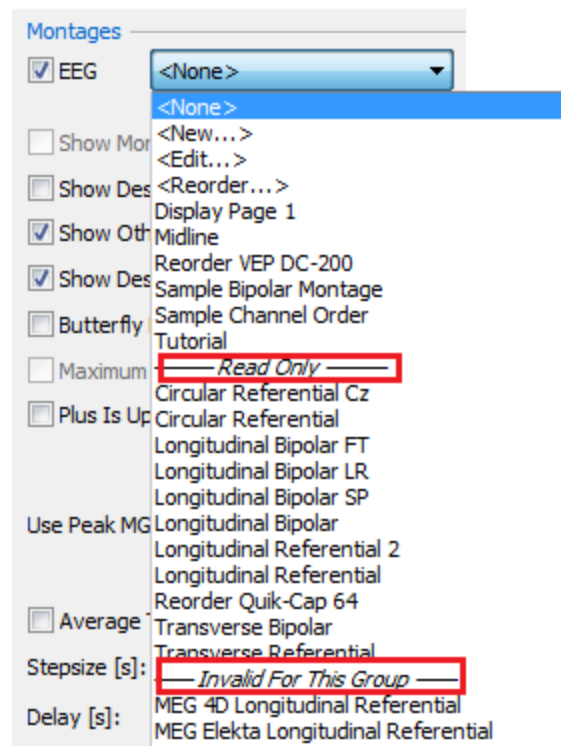 Montages
EEG <None>
<None>
<New...>
Show Mor <Edit...>
Show Des <Reorder...>
Display Page 1
Show Oth Midline
Reorder VEP DC-200
Show Des Sample Bipolar Montage
Butterfly Sample Channel Order
Tutorial
Maximum Read Only
Circular Referential Cz
Plus Is Up Circular Referential
Longitudinal Bipolar FT
Longitudinal Bipolar LR
Longitudinal Bipolar SP
Use Peak MG Longitudinal Bipolar
Longitudinal Referential 2
Longitudinal Referential
Reorder Quik-Cap 64
Average Transverse Bipolar
Transverse Referential
Stepsize [s]: Invalid For This Group
Delay [s]: MEG 4D Longitudinal Referential
MEG Elekta Longitudinal Referential